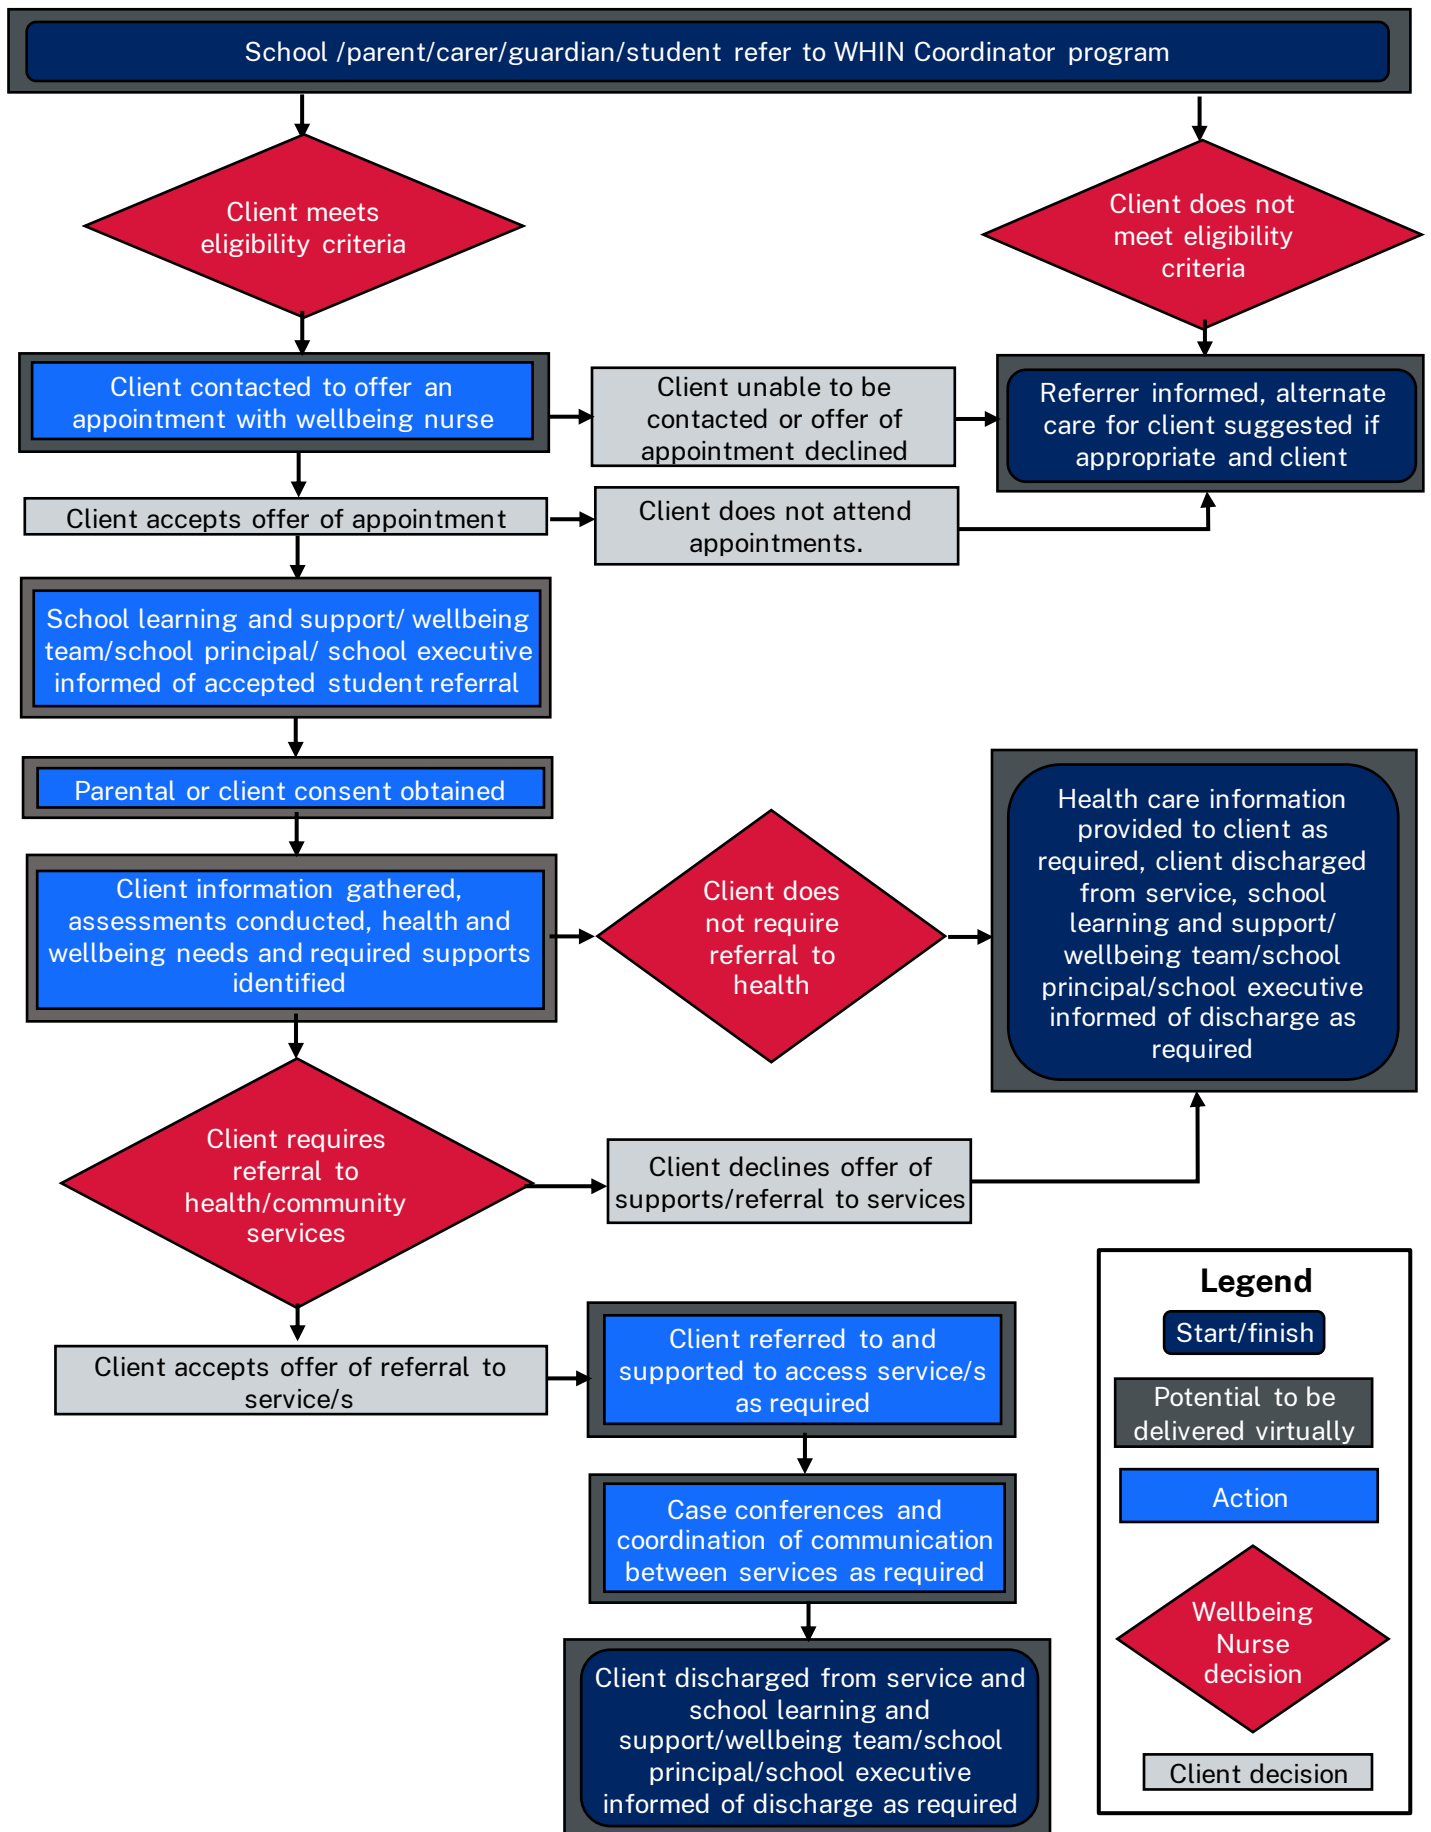 School /parent/carer/guardian/student refer to WHIN Coordinator program
Client meets
eligibility criteria
Client does not
meet eligibility
criteria
Client contacted to offer an
appointment with wellbeing nurse
Client unable to be
contacted or offer of
appointment declined
Referrer informed, alternate
care for client suggested if
appropriate and client
Client accepts offer of appointment
Client does not attend
appointments.
School learning and support/ wellbeing
team/school principal/ school executive
informed of accepted student referral
Parental or client consent obtained
Client information gathered,
assessments conducted, health and
wellbeing needs and required supports
identified
Client does
not require
referral to
health
Health care information
provided to client as
required, client discharged
from service, school
learning and support/
wellbeing team/school
principal/school executive
informed of discharge as
required
Client requires
referral to
health/community
services
Client declines offer of
supports/referral to services
Client accepts offer of referral to
service/s
Client referred to and
supported to access service/s
as required
Case conferences and
coordination of communication
between services as required
Client discharged from service and
school learning and
support/wellbeing team/school
principal/school executive
informed of discharge as required
Legend
Start/finish
Potential to be
delivered virtually
Action
Wellbeing
Nurse
decision
Client decision